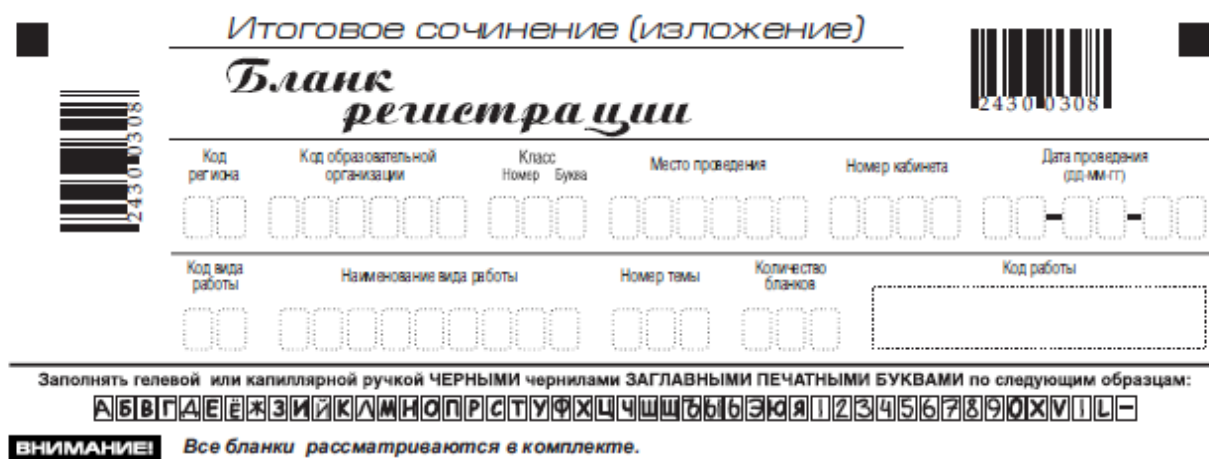 Итоговое сочинение (изложение)
Бланк
регистрации
24300308
24300308
Код региона
Код образовательной организации
Класс
Номер Буква
Место проведения
Номер кабинета
Дата проведения
(ДД-ММ-ГГ)
Код вида работы
Наименование вида работы
Номер темы
Количество бланков
Код работы
Заполнять гелевой или капиллярной ручкой ЧЕРНЫМИ чернилами ЗАГЛАВНЫМИ ПЕЧАТНЫМИ БУКВАМИ по следующим образцам:
АБВГДЕЁЖЗИЙКЛМНОПРСТУФХЦЧШЩЪЫЬЭЮЯ1234567890XVIL-
ВНИМАНИЕ! Все бланки рассматриваются в комплекте.